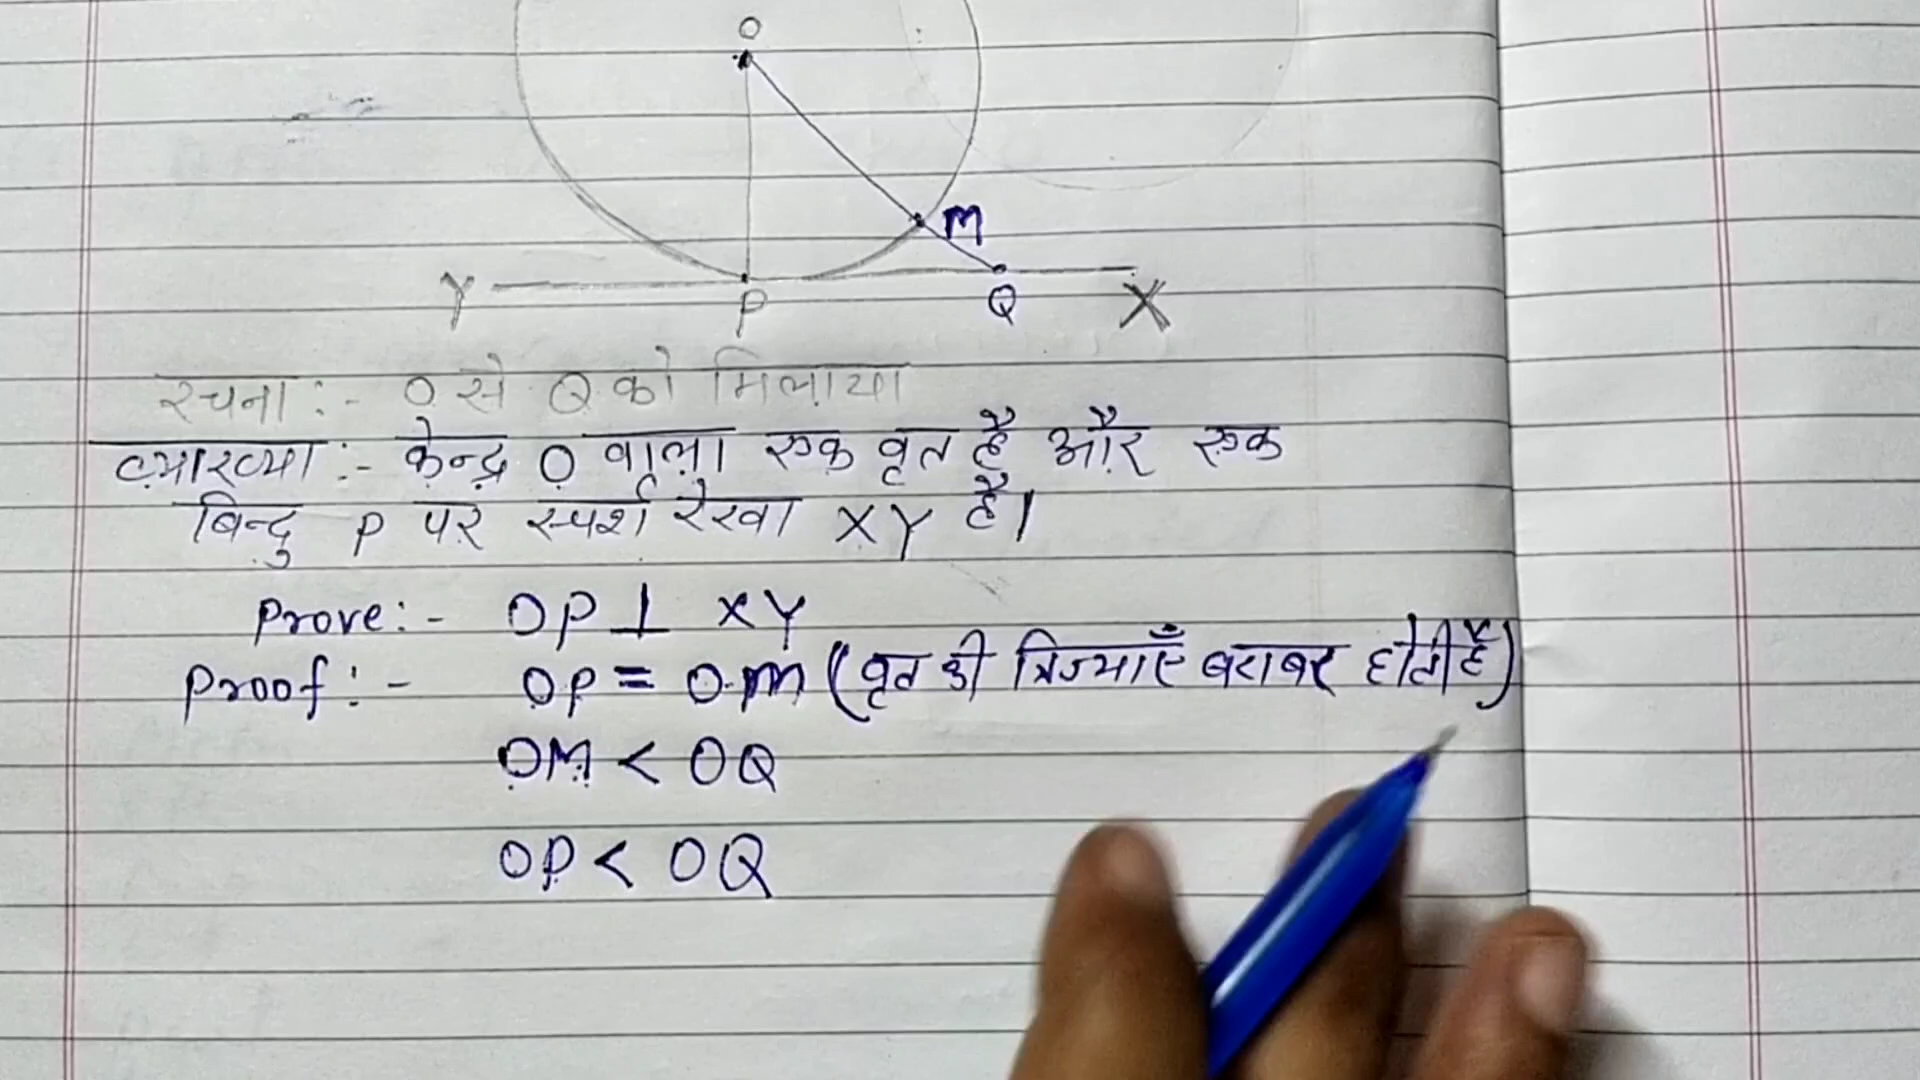 O
M
Y P Q X
रचना :- O से Q को मिलाया
व्याख्या :- केन्द्र O वाला एक वृत है और एक
बिन्दु P पर स्पर्श रेखा XY है।
Prove :- OP ⊥ XY
Proof :- OP = OM (वृत की त्रिज्याएँ बराबर होती हैं)
OM < OQ
OP < OQ